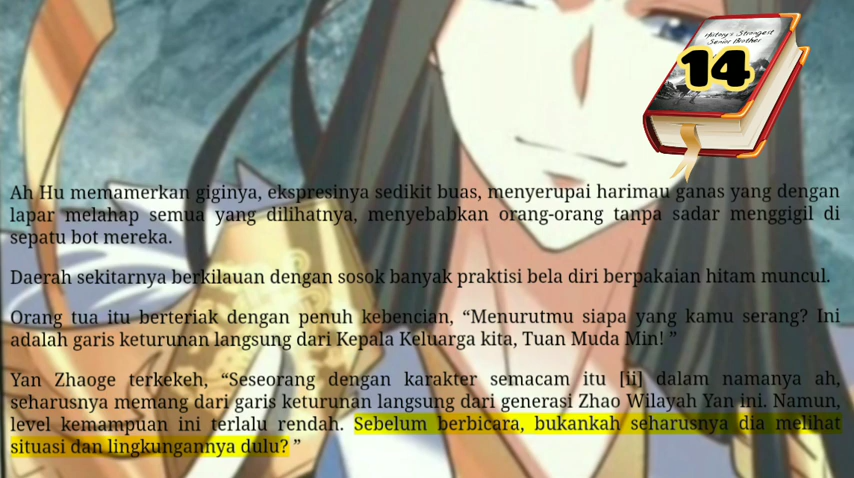 History's Strongest
Senior Brother
14
Ah Hu memamerkan giginya, ekspresinya sedikit buas, menyerupai harimau ganas yang dengan
lapar melahap semua yang dilihatnya, menyebabkan orang-orang tanpa sadar menggigil di
sepatu bot mereka.
Daerah sekitarnya berkilauan dengan sosok banyak praktisi bela diri berpakaian hitam muncul.
Orang tua itu berteriak dengan penuh kebencian, “Menurutmu siapa yang kamu serang? Ini
adalah garis keturunan langsung dari Kepala Keluarga kita, Tuan Muda Min! ”
Yan Zhaoge terkekeh, “Seseorang dengan karakter semacam itu [ii] dalam namanya ah,
seharusnya memang dari garis keturunan langsung dari generasi Zhao Wilayah Yan ini. Namun,
level kemampuan ini terlalu rendah. Sebelum berbicara, bukankah seharusnya dia melihat
situasi dan lingkungannya dulu? ”